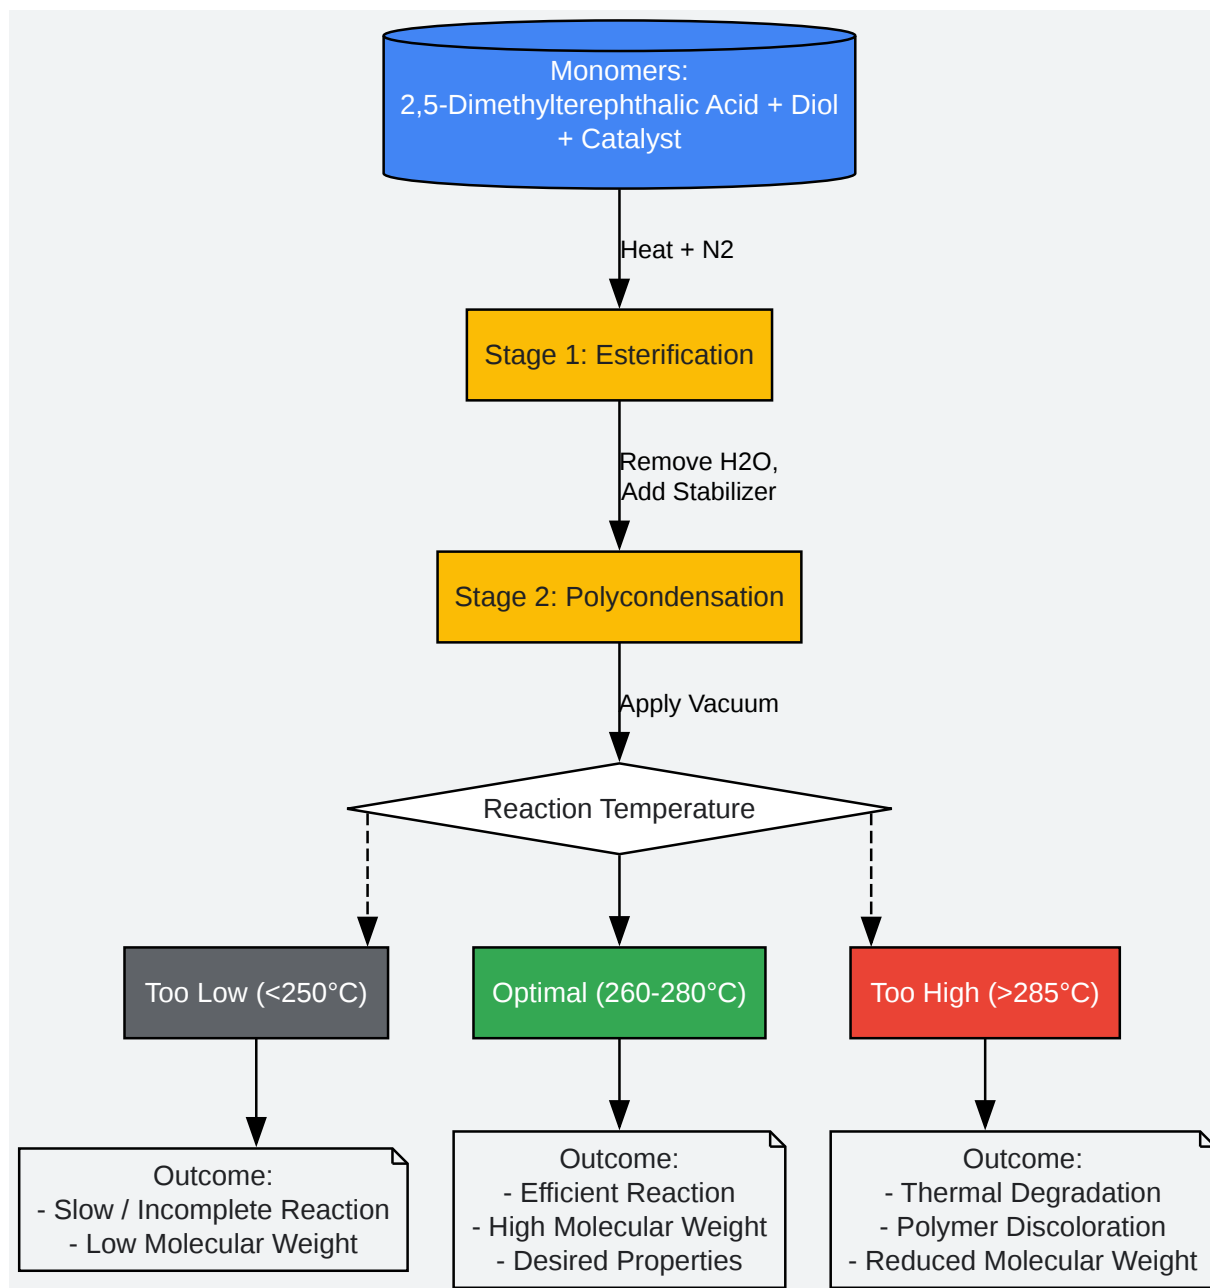 Monomers:
2,5-Dimethylterephthalic Acid + Diol
+ Catalyst
Heat + N2
Stage 1: Esterification
Remove H2O,
Add Stabilizer
Stage 2: Polycondensation
Apply Vacuum
Reaction Temperature
Too Low (<250°C)
Optimal (260-280°C)
Too High (>285°C)
Outcome:
- Slow / Incomplete Reaction
- Low Molecular Weight
Outcome:
- Efficient Reaction
- High Molecular Weight
- Desired Properties
Outcome:
- Thermal Degradation
- Polymer Discoloration
- Reduced Molecular Weight